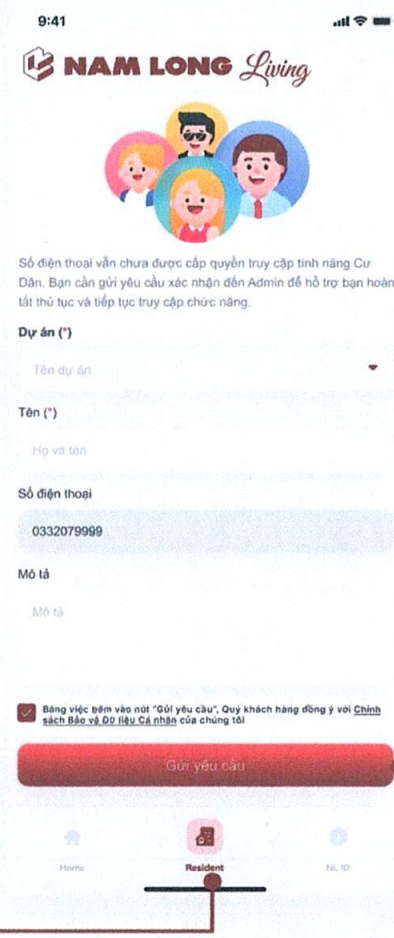 9:41
NAM LONG Living
Số điện thoại vẫn chưa được cấp quyền truy cập tính năng Cư
Dân. Bạn cần gửi yêu cầu xác nhận đến Admin để hỗ trợ bạn hoàn
tất thủ tục và tiếp tục truy cập chức năng.
Dự án (*)
Tên dự án
Tên (*)
Họ và tên
Số điện thoại
0332079999
Mô tả
Mô tả
Bằng việc bấm vào nút "Gửi yêu cầu", Quý khách hàng đồng ý với Chính
sách Bảo vệ Dữ liệu Cá nhân của chúng tôi
Gửi yêu cầu
Home
Resident
NL ID